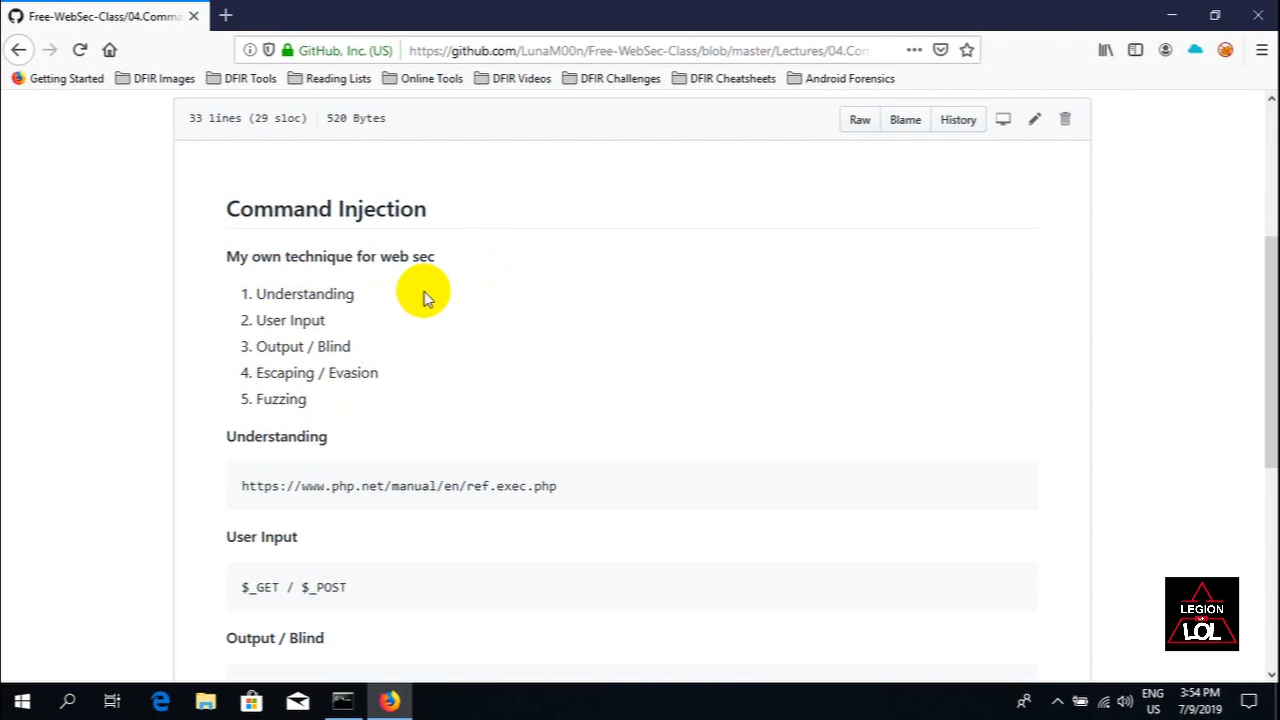 Free-WebSec-Class/04.Comma
GitHub, Inc. (US)
https://github.com/LunaM00n/Free-WebSec-Class/blob/master/Lectures/04.Con
Getting Started
DFIR Images
DFIR Tools
Reading Lists
Online Tools
DFIR Videos
DFIR Challenges
DFIR Cheatsheets
Android Forensics
33 lines (29 sloc)
520 Bytes
Raw
Blame
History
Command Injection
My own technique for web sec
1. Understanding
2. User Input
3. Output / Blind
4. Escaping / Evasion
5. Fuzzing
Understanding
https://www.php.net/manual/en/ref.exec.php
User Input
$_GET / $_POST
Output / Blind
LEGION
LOL
ENG
US
3:54 PM
7/9/2019